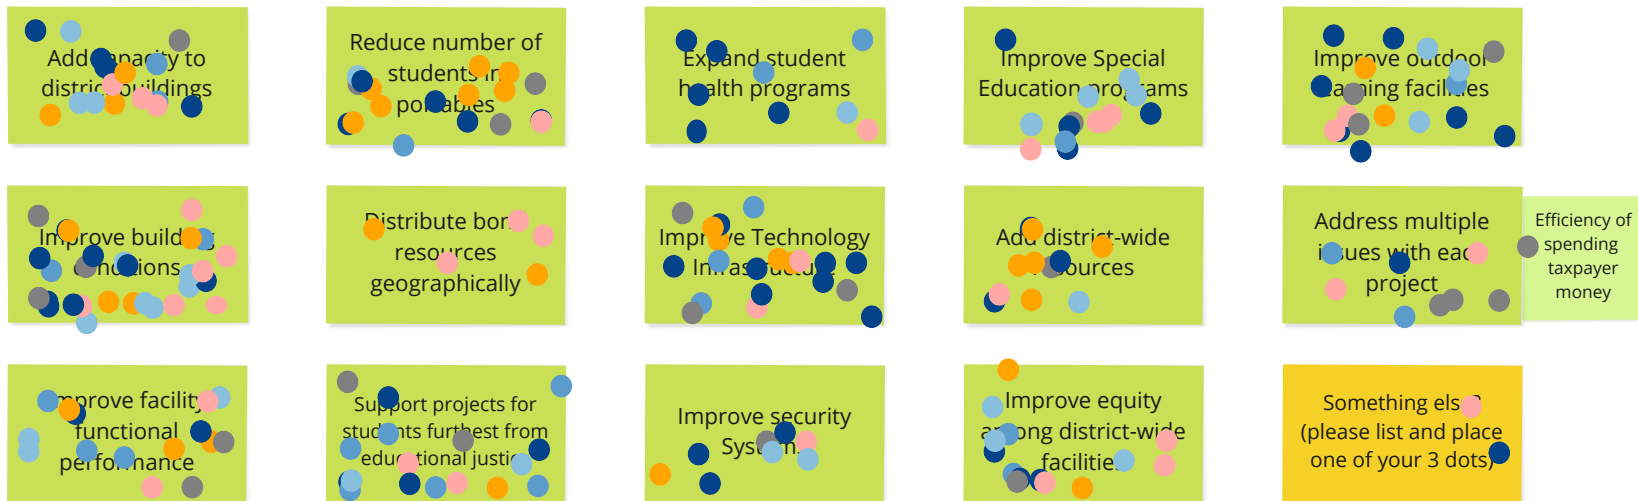 Add capacity to
district buildings
Reduce number of
students in
portables
Expand student
health programs
Improve Special
Education programs
Improve outdoor
learning facilities
Improve building
conditions
Distribute bond
resources
geographically
Improve Technology
Infrastructure
Add district-wide
resources
Address multiple
issues with each
project
Efficiency of
spending
taxpayer
money
Improve facility
functional
performance
Support projects for
students furthest from
educational justice
Improve security
Systems
Improve equity
among district-wide
facilities
Something else?
(please list and place
one of your 3 dots)